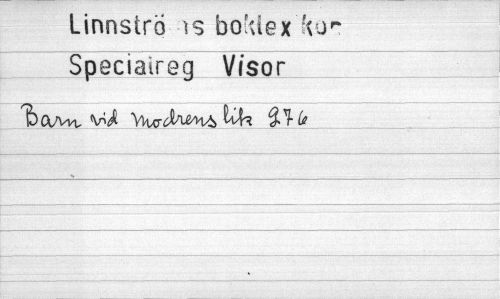 Linnströms boklexikon
Specialreg Visor
Barn vid modrens lik 976